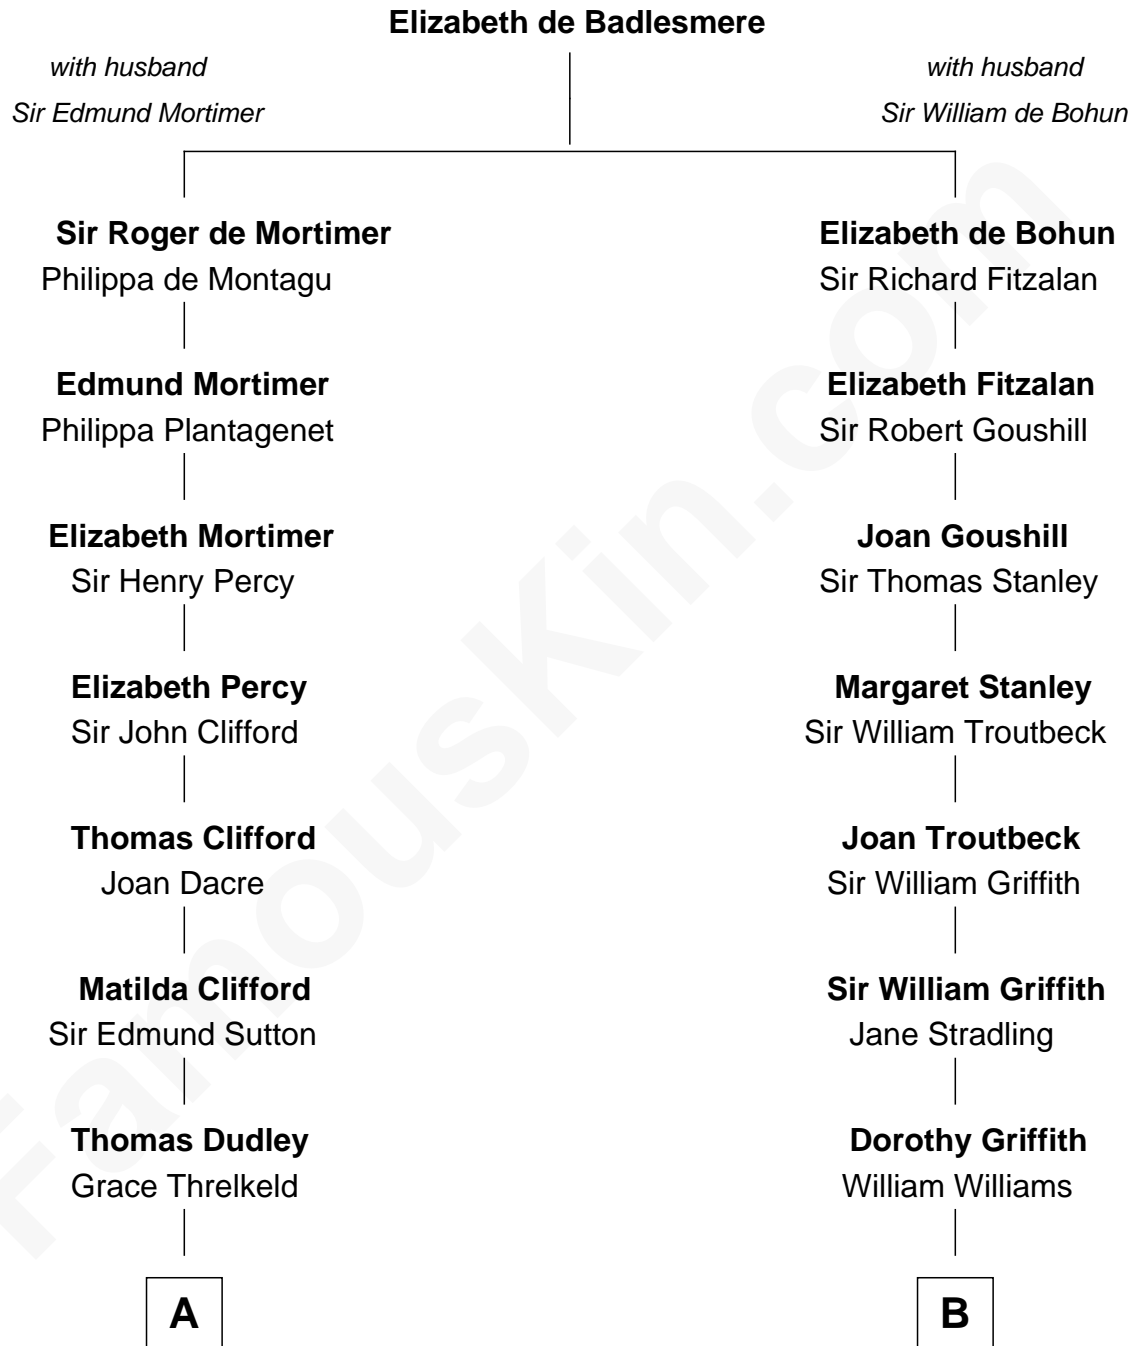 Elizabeth de Badlesmere
with husband
Sir Edmund Mortimer
with husband
Sir William de Bohun
Sir Roger de Mortimer
Philippa de Montagu
Elizabeth de Bohun
Sir Richard Fitzalan
Edmund Mortimer
Philippa Plantagenet
Elizabeth Fitzalan
Sir Robert Goushill
Elizabeth Mortimer
Sir Henry Percy
Joan Goushill
Sir Thomas Stanley
Elizabeth Percy
Sir John Clifford
Margaret Stanley
Sir William Troutbeck
Thomas Clifford
Joan Dacre
Joan Troutbeck
Sir William Griffith
Matilda Clifford
Sir Edmund Sutton
Sir William Griffith
Jane Stradling
Thomas Dudley
Grace Threlkeld
Dorothy Griffith
William Williams
A
B
FamousKin.com